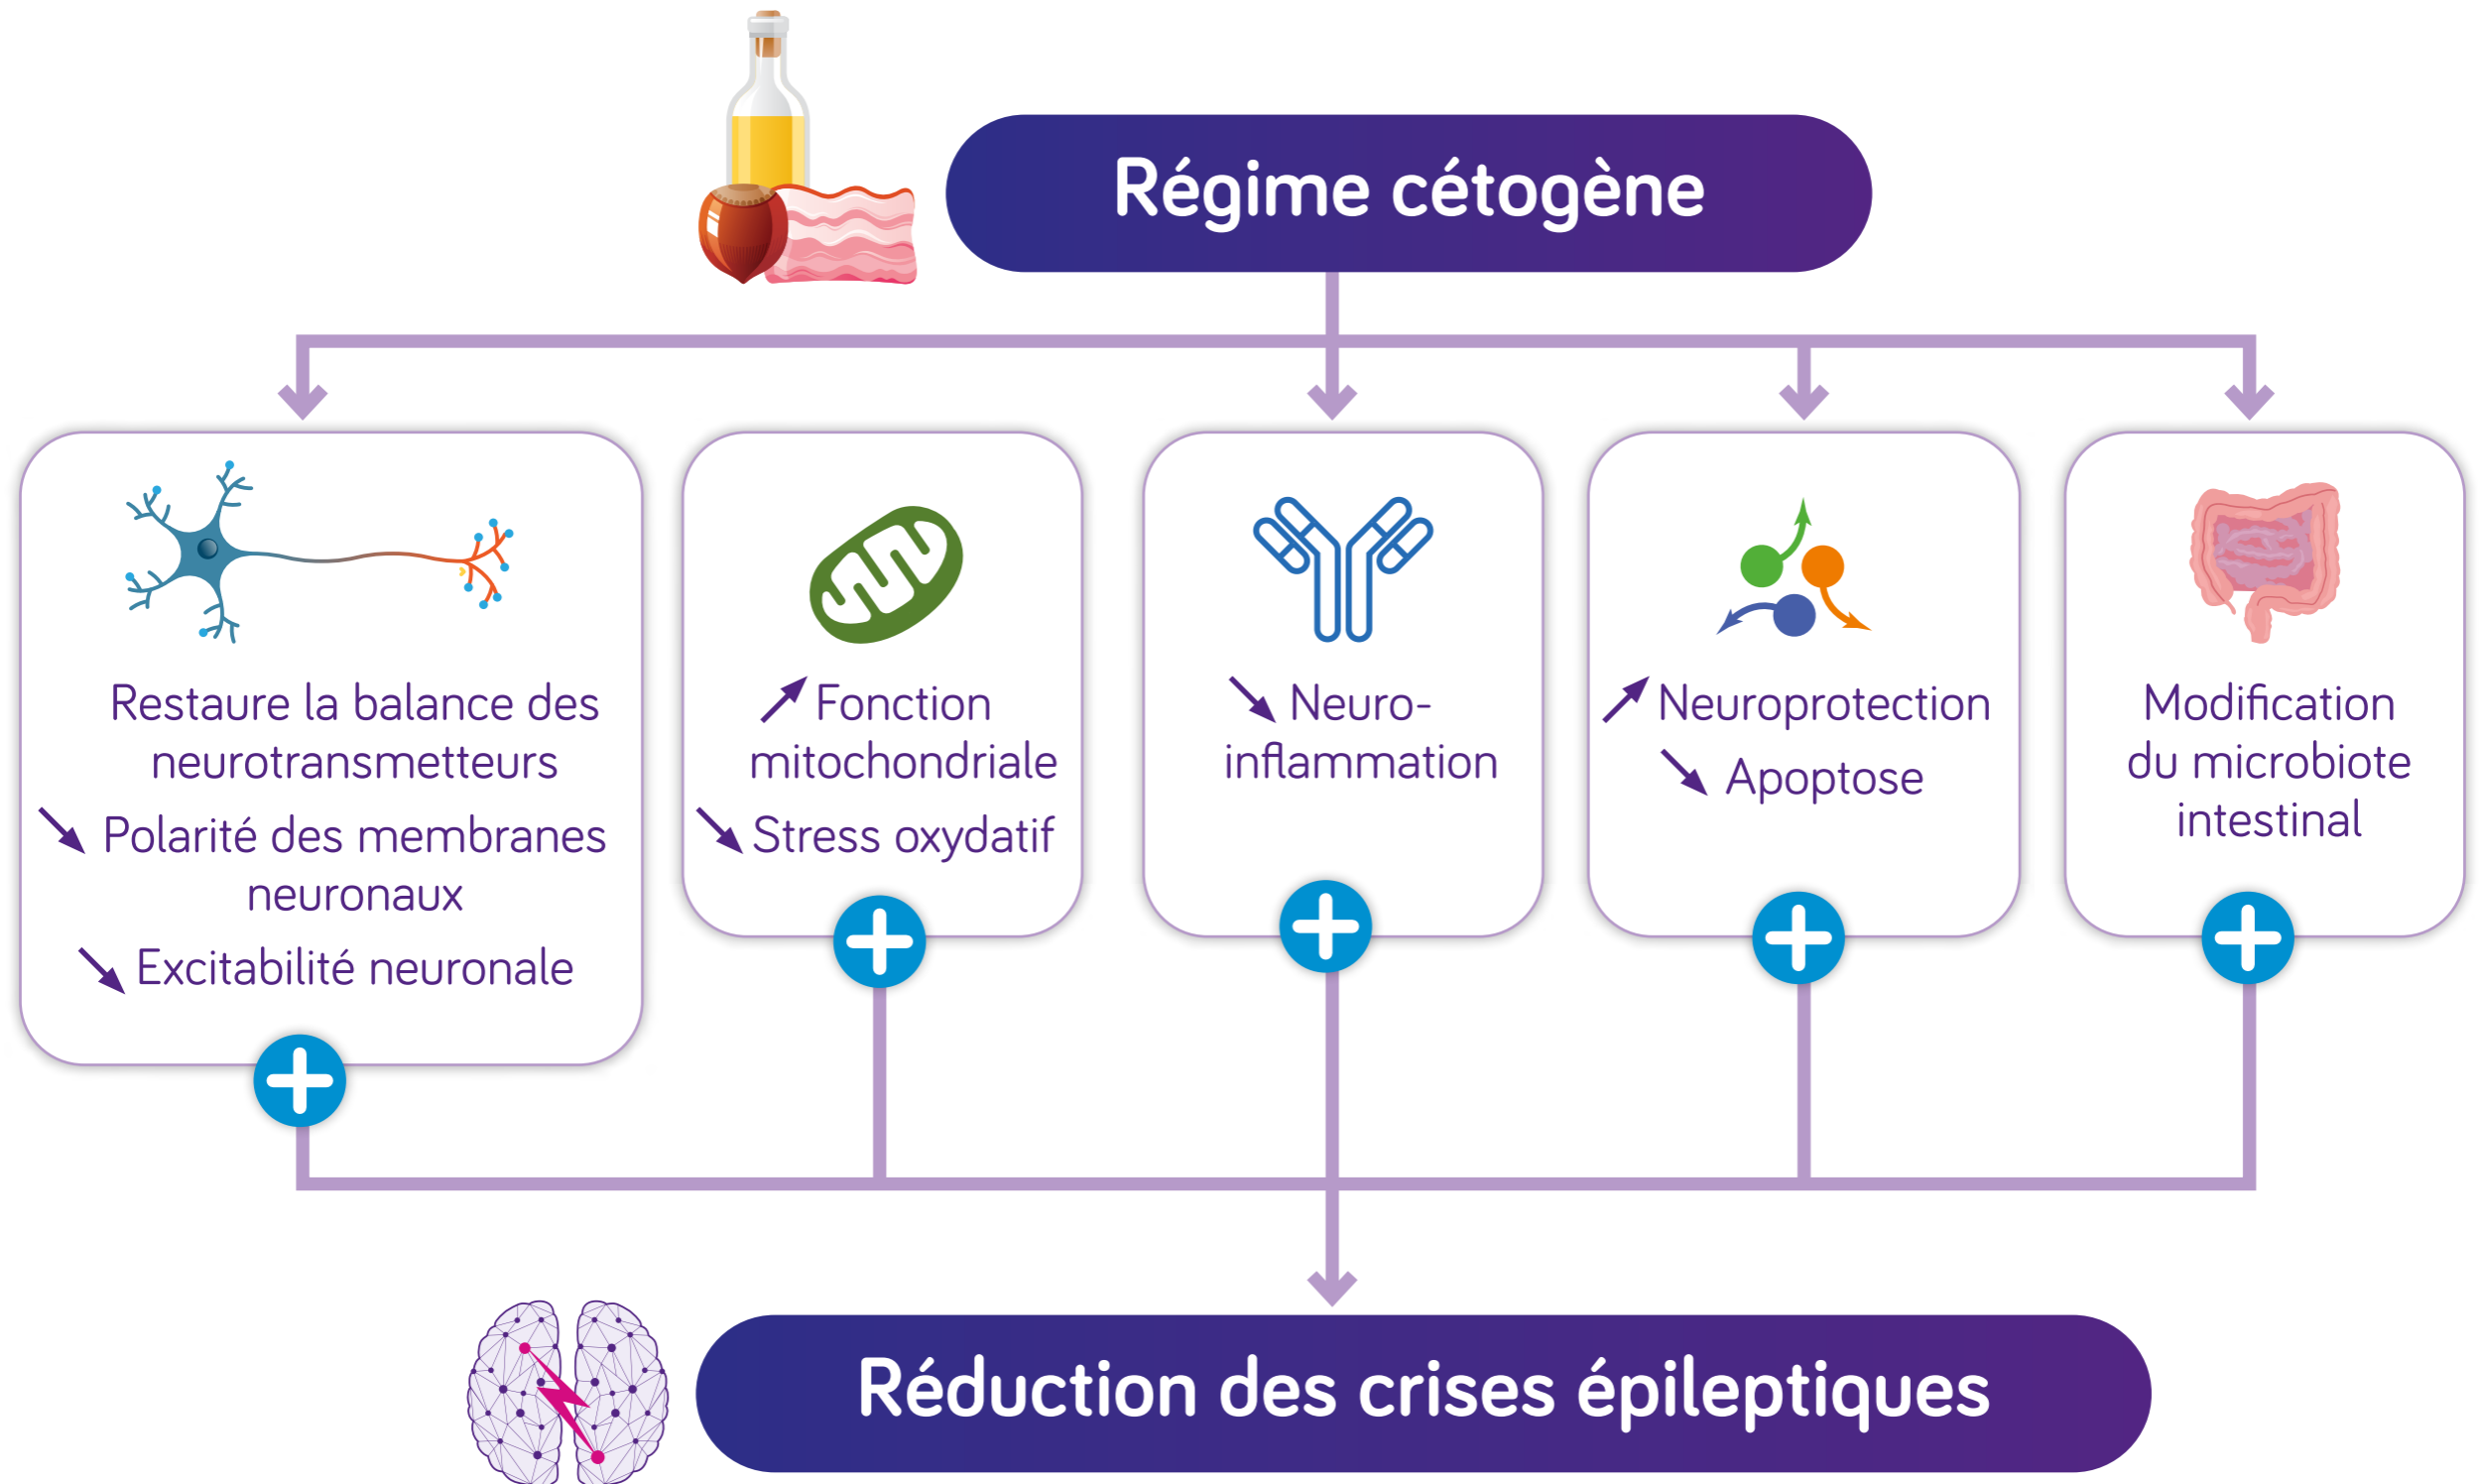 Régime cétogène
Restaure la balance des
neurotransmetteurs
Polarité des membranes
neuronaux
Excitabilité neuronale
Fonction
mitochondriale
Stress oxydatif
Neuro-
inflammation
Neuroprotection
Apoptose
Modification
du microbiote
intestinal
Réduction des crises épileptiques